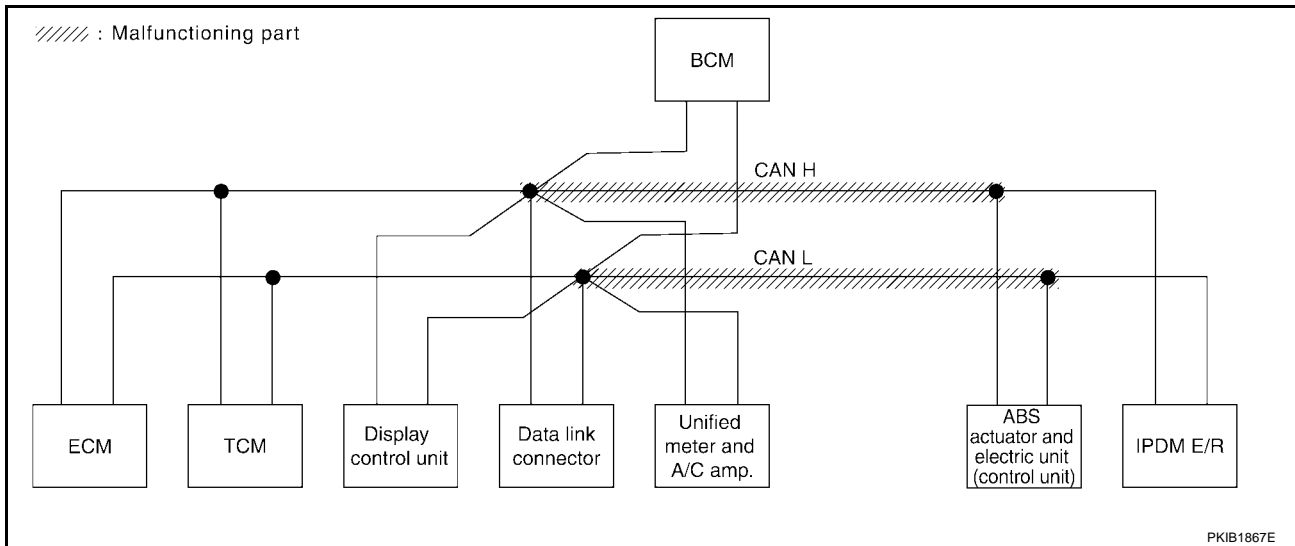 : Malfunctioning part
BCM
CAN H
CAN L
ECM
TCM
Display
control unit
Data link
connector
Unified
meter and
A/C amp.
ABS
actuator and
electric unit
(control unit)
IPDM E/R
PKIB1867E